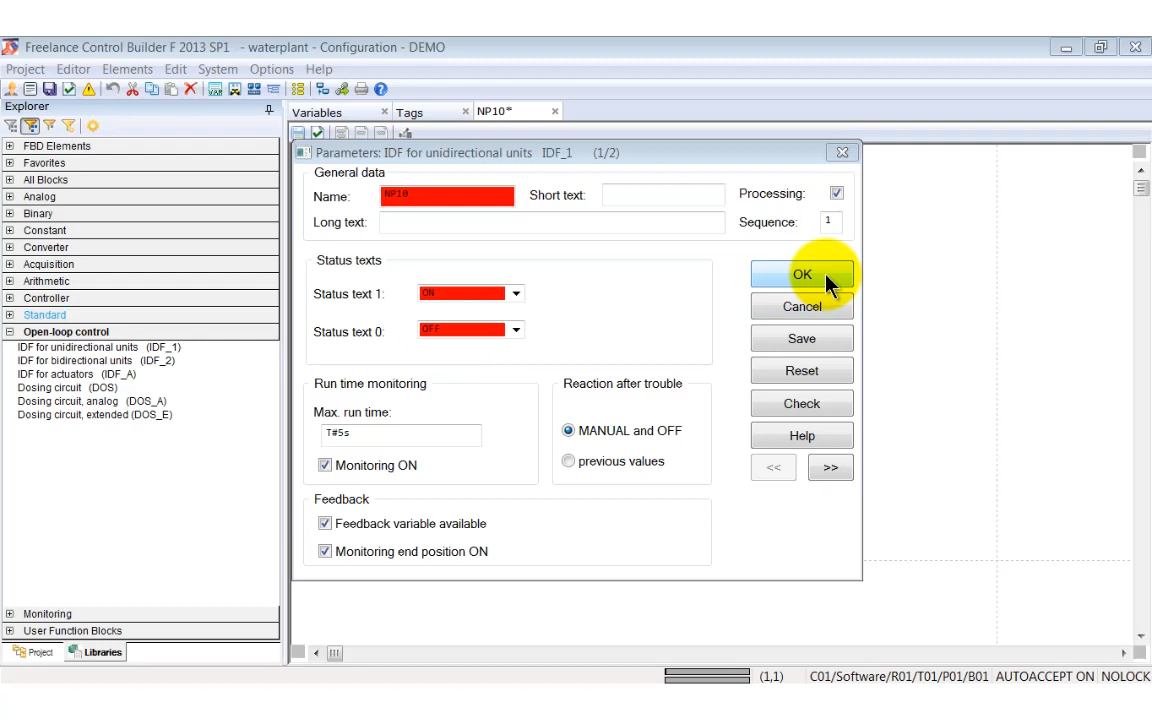 Freelance Control Builder F 2013 SP1 - waterplant - Configuration - DEMO
Project Editor Elements Edit System Options Help
Explorer
Variables × Tags × NP10* ×
FBD Elements
Favorites
All Blocks
Analog
Binary
Constant
Converter
Acquisition
Arithmetic
Controller
Standard
Open-loop control
IDF for unidirectional units (IDF_1)
IDF for bidirectional units (IDF_2)
IDF for actuators (IDF_A)
Dosing circuit (DOS)
Dosing circuit, analog (DOS_A)
Dosing circuit, extended (DOS_E)
Monitoring
User Function Blocks
Project Libraries
Parameters: IDF for unidirectional units IDF_1 (1/2)
General data
Name: NP10 Short text: Processing:
Long text: Sequence: 1
Status texts
Status text 1: ON
Status text 0: OFF
Run time monitoring
Max. run time:
T#5s
Monitoring ON
Reaction after trouble
MANUAL and OFF
previous values
Feedback
Feedback variable available
Monitoring end position ON
OK
Cancel
Save
Reset
Check
Help
<< >>
(1,1) C01/Software/R01/T01/P01/B01 AUTOACCEPT ON NOLOCK